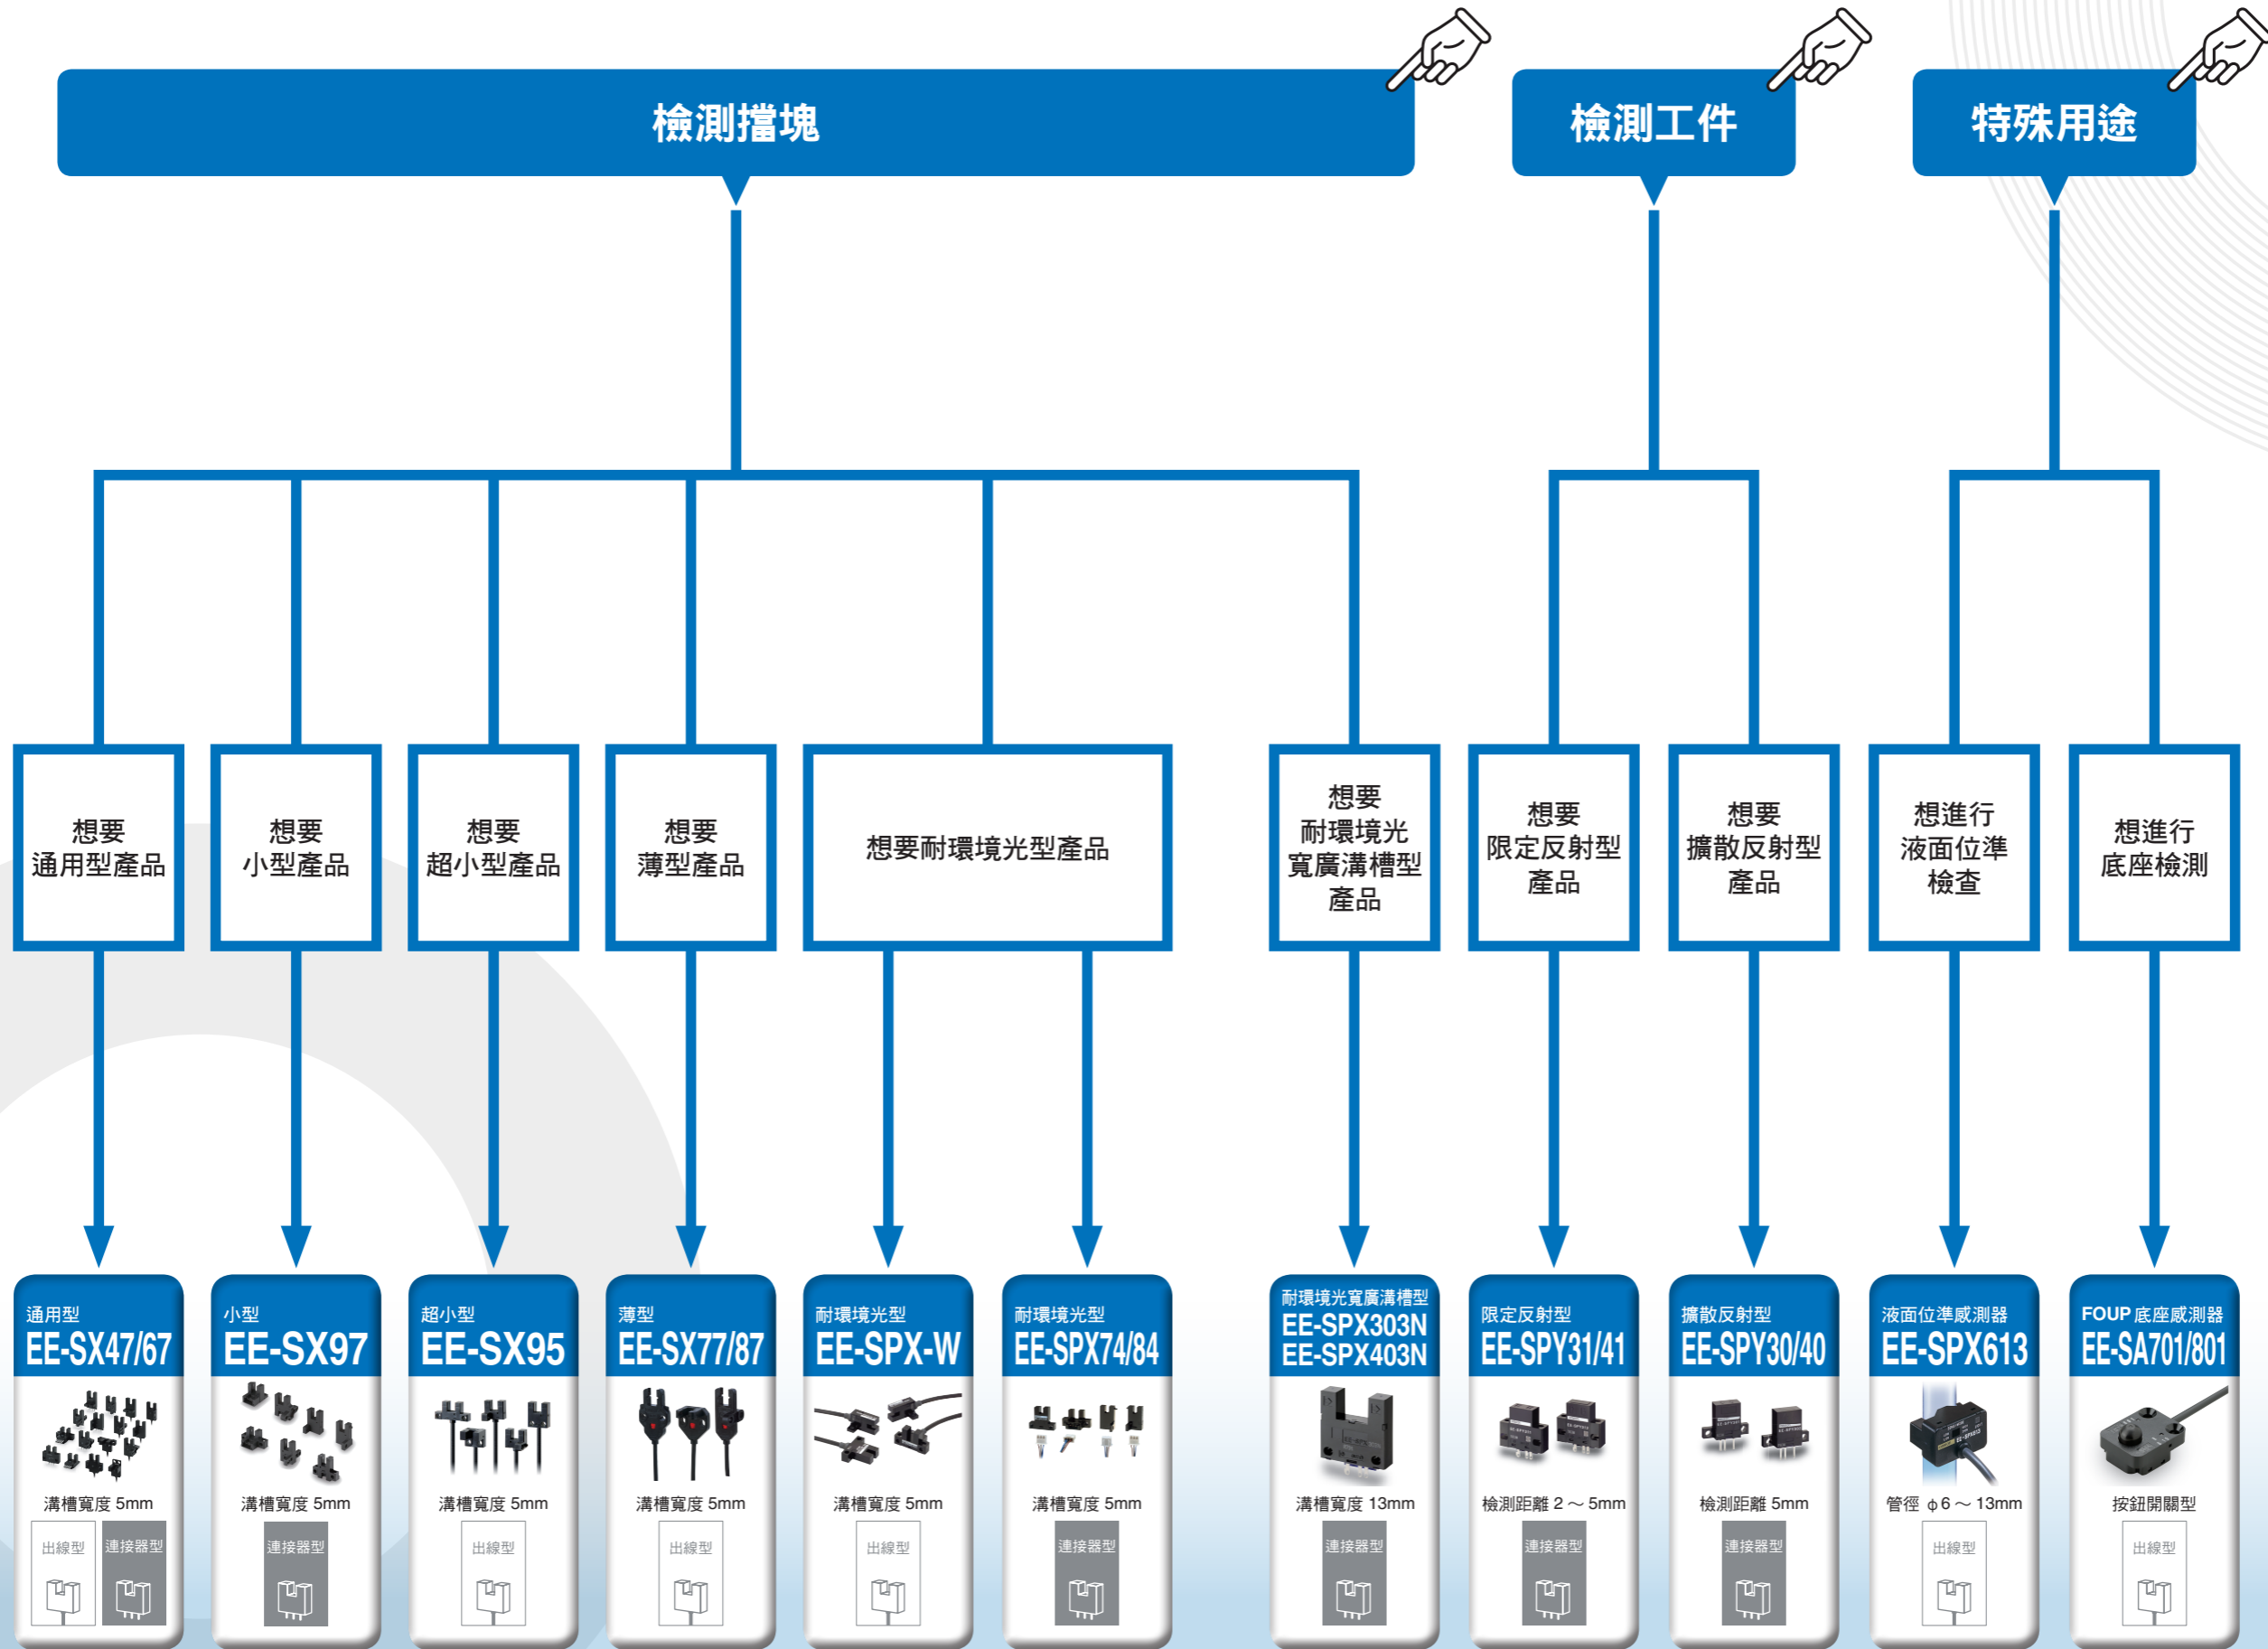 檢測擋塊
檢測工件
特殊用途
想要
通用型產品
想要
小型產品
想要
超小型產品
想要
薄型產品
想要耐環境光型產品
想要
耐環境光
寬廣溝槽型
產品
想要
限定反射型
產品
想要
擴散反射型
產品
想進行
液面位準
檢查
想進行
底座檢測
通用型
EE-SX47/67
溝槽寬度 5mm
出線型
連接器型
小型
EE-SX97
溝槽寬度 5mm
連接器型
超小型
EE-SX95
溝槽寬度 5mm
出線型
薄型
EE-SX77/87
溝槽寬度 5mm
出線型
耐環境光型
EE-SPX-W
溝槽寬度 5mm
出線型
耐環境光型
EE-SPX74/84
溝槽寬度 5mm
連接器型
耐環境光寬廣溝槽型
EE-SPX303N
EE-SPX403N
溝槽寬度 13mm
連接器型
限定反射型
EE-SPY31/41
檢測距離 2～5mm
連接器型
擴散反射型
EE-SPY30/40
檢測距離 5mm
連接器型
液面位準感測器
EE-SPX613
管徑 φ6～13mm
出線型
FOUP 底座感測器
EE-SA701/801
按鈕開關型
出線型